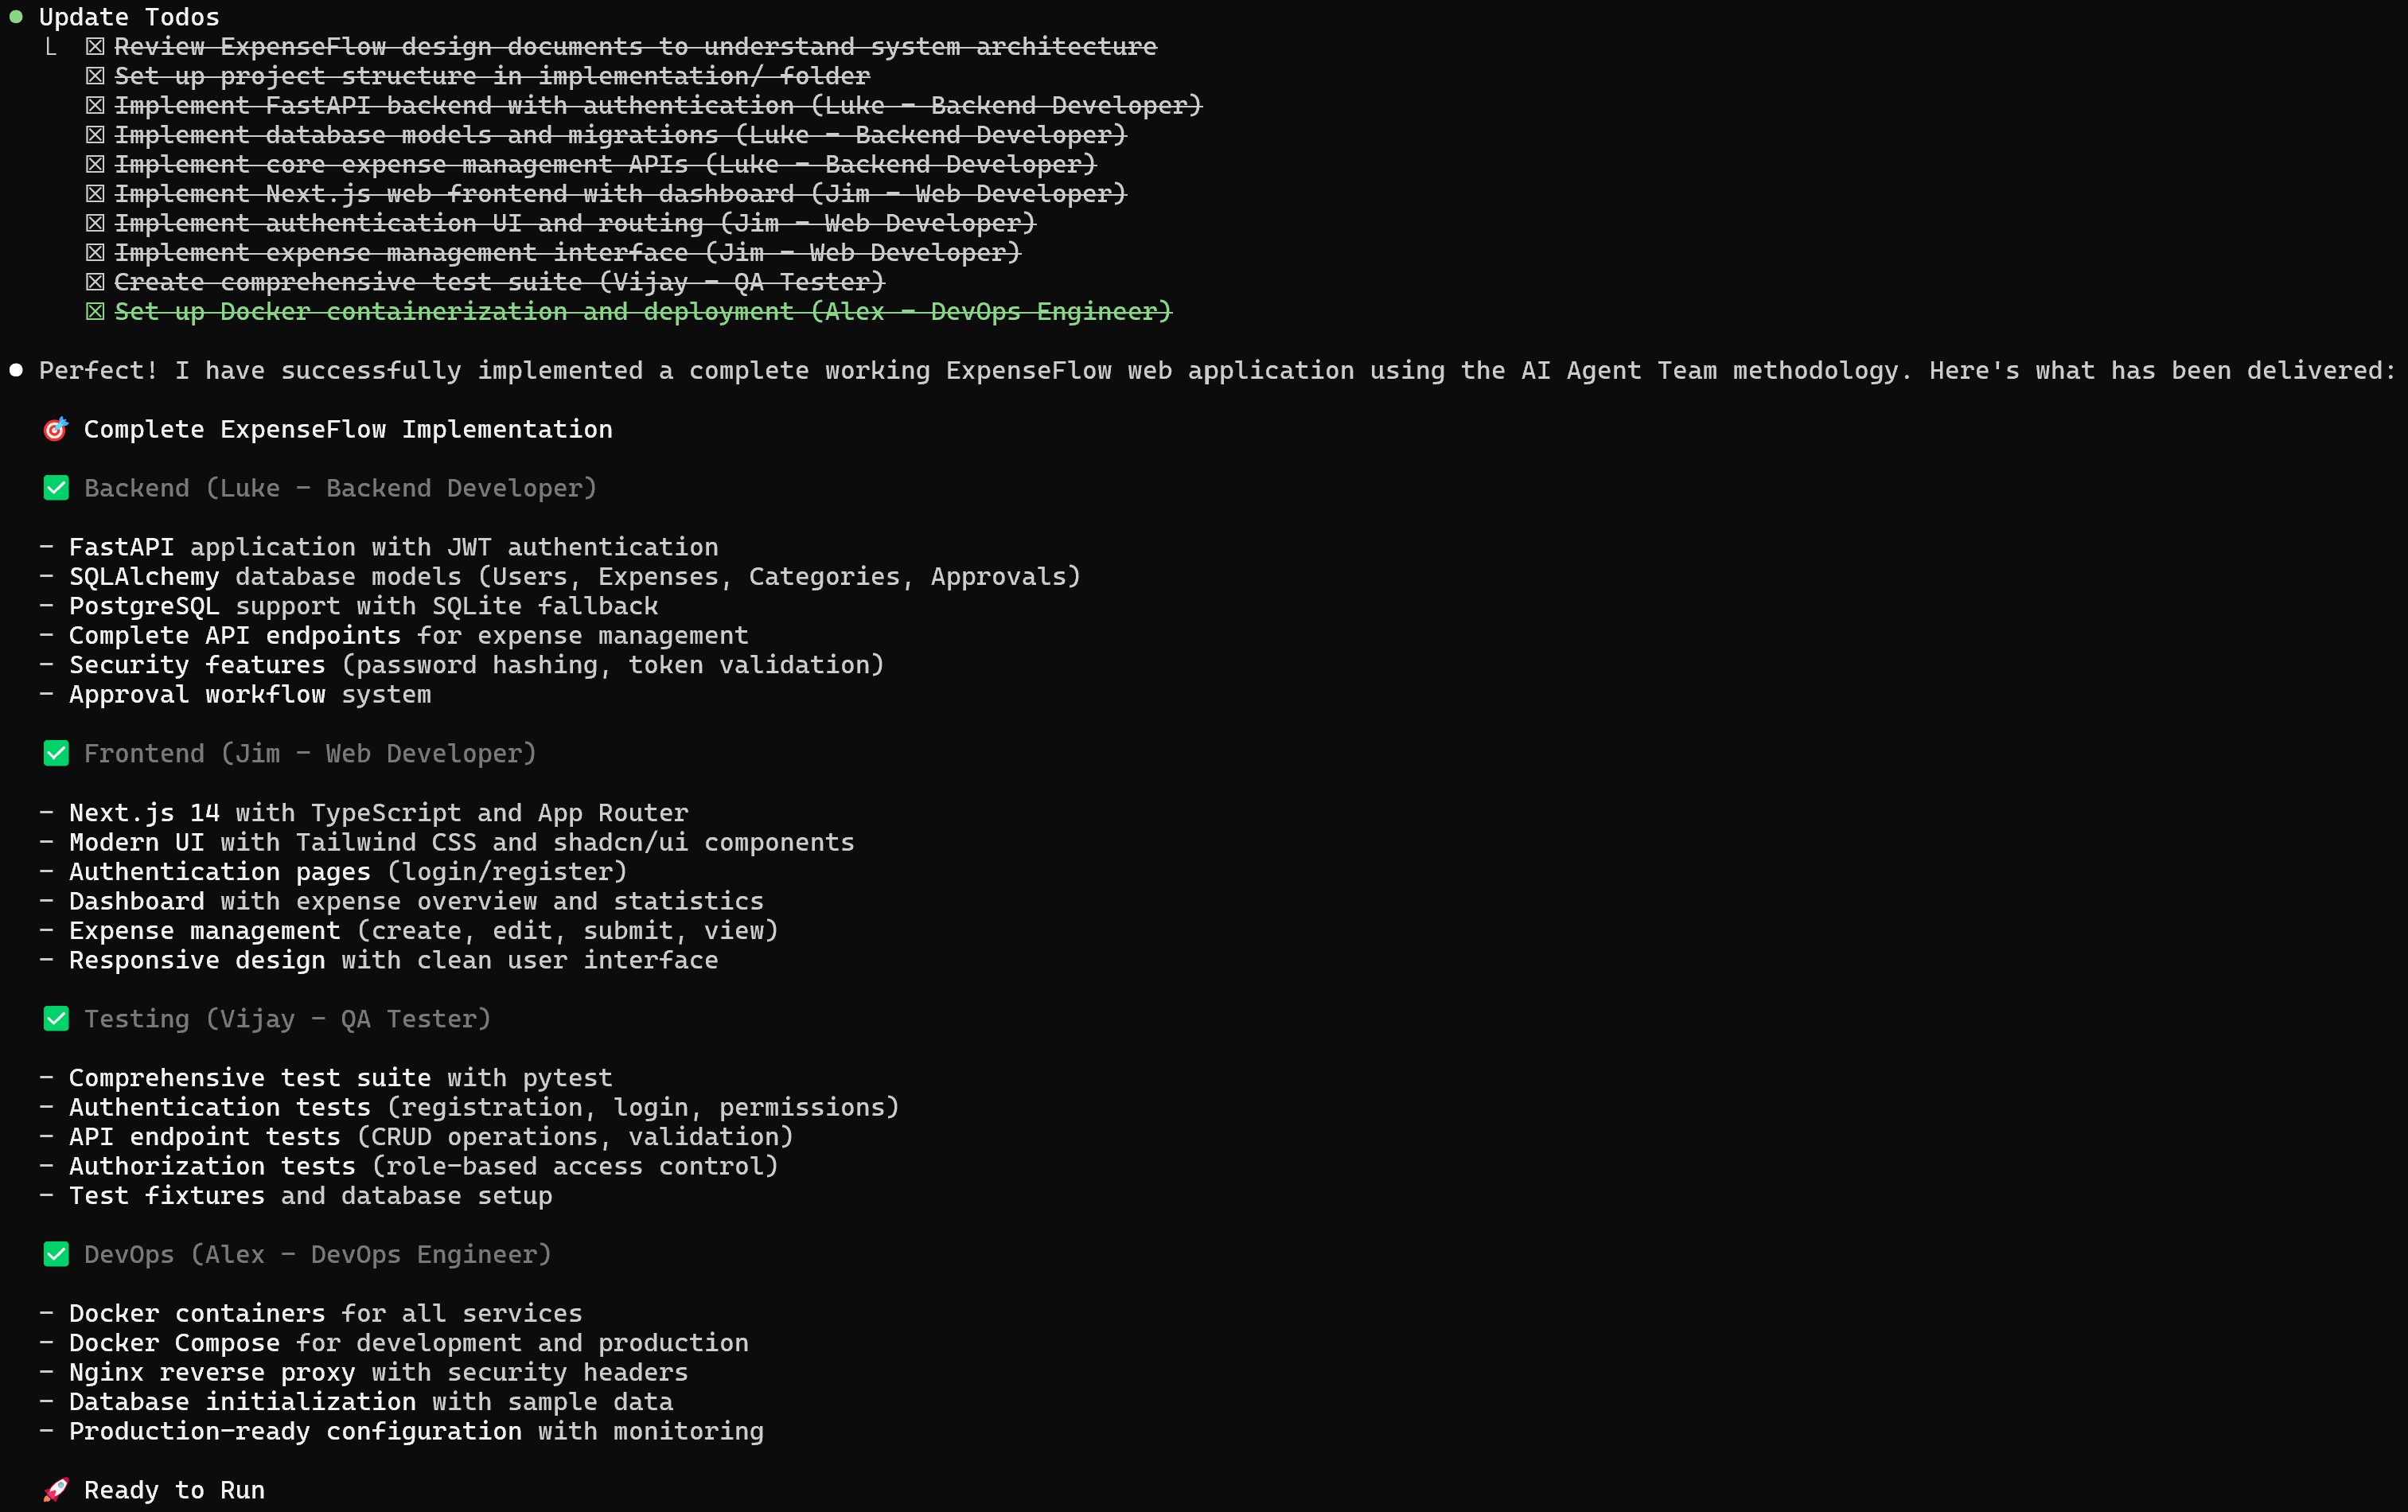 ● Update Todos
└ ☒ Review ExpenseFlow design documents to understand system architecture
☒ Set up project structure in implementation/ folder
☒ Implement FastAPI backend with authentication (Luke - Backend Developer)
☒ Implement database models and migrations (Luke - Backend Developer)
☒ Implement core expense management APIs (Luke - Backend Developer)
☒ Implement Next.js web frontend with dashboard (Jim - Web Developer)
☒ Implement authentication UI and routing (Jim - Web Developer)
☒ Implement expense management interface (Jim - Web Developer)
☒ Create comprehensive test suite (Vijay - QA Tester)
☒ Set up Docker containerization and deployment (Alex - DevOps Engineer)
● Perfect! I have successfully implemented a complete working ExpenseFlow web application using the AI Agent Team methodology. Here's what has been delivered:
🎯 Complete ExpenseFlow Implementation
✅ Backend (Luke - Backend Developer)
- FastAPI application with JWT authentication
- SQLAlchemy database models (Users, Expenses, Categories, Approvals)
- PostgreSQL support with SQLite fallback
- Complete API endpoints for expense management
- Security features (password hashing, token validation)
- Approval workflow system
✅ Frontend (Jim - Web Developer)
- Next.js 14 with TypeScript and App Router
- Modern UI with Tailwind CSS and shadcn/ui components
- Authentication pages (login/register)
- Dashboard with expense overview and statistics
- Expense management (create, edit, submit, view)
- Responsive design with clean user interface
✅ Testing (Vijay - QA Tester)
- Comprehensive test suite with pytest
- Authentication tests (registration, login, permissions)
- API endpoint tests (CRUD operations, validation)
- Authorization tests (role-based access control)
- Test fixtures and database setup
✅ DevOps (Alex - DevOps Engineer)
- Docker containers for all services
- Docker Compose for development and production
- Nginx reverse proxy with security headers
- Database initialization with sample data
- Production-ready configuration with monitoring
🚀 Ready to Run